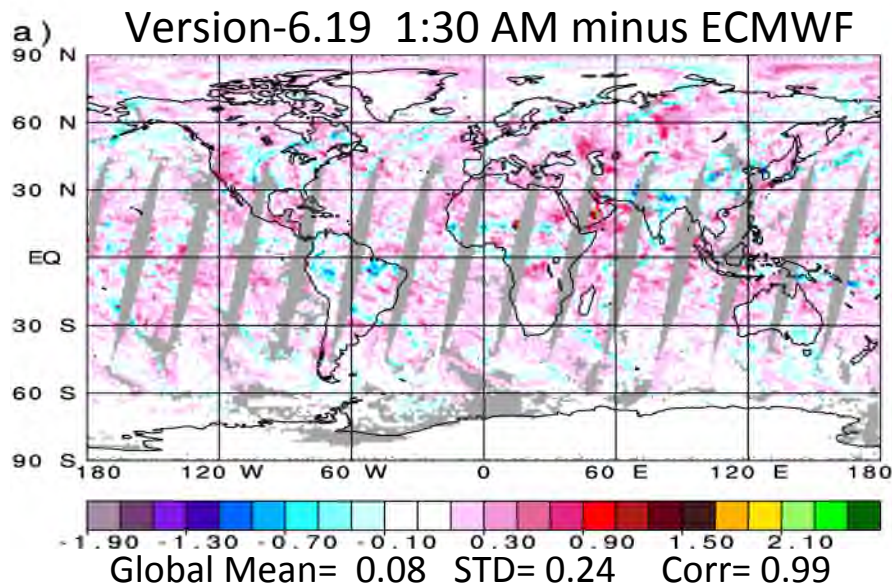 Version-6.19 1:30 AM minus ECMWF
a)
90 N
60 N
30 N
EQ
30 S
60 S
90 S
180 120 W 60 W 0 60 E 120 E 180
-1.90 -1.30 -0.70 -0.10 0.30 0.90 1.50 2.10
Global Mean= 0.08 STD= 0.24 Corr= 0.99